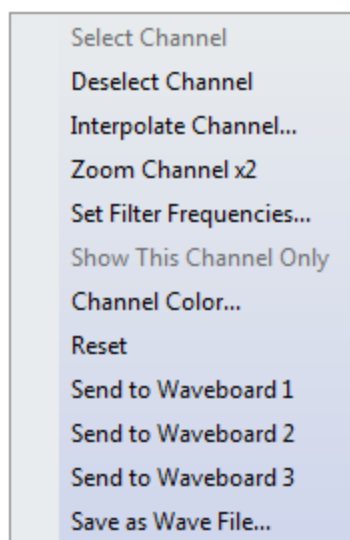 Select Channel
Deselect Channel
Interpolate Channel...
Zoom Channel x2
Set Filter Frequencies...
Show This Channel Only
Channel Color...
Reset
Send to Waveboard 1
Send to Waveboard 2
Send to Waveboard 3
Save as Wave File...